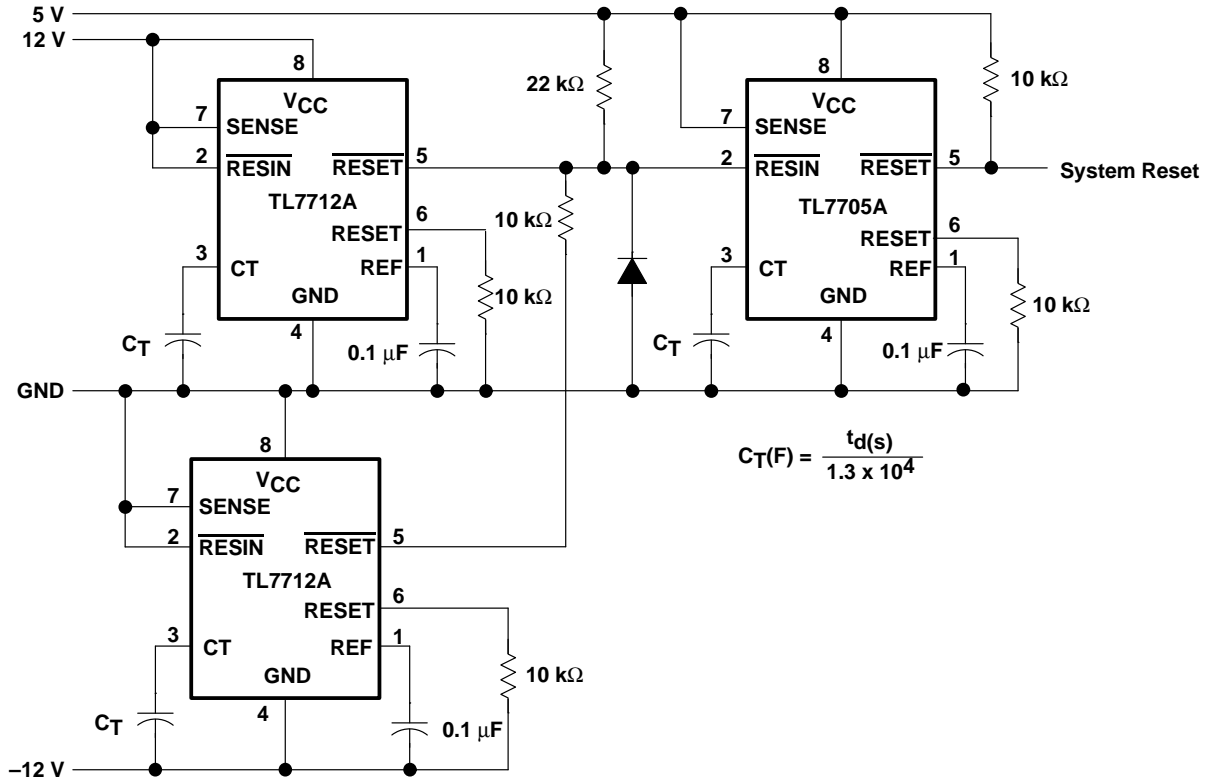 5 V
12 V
8
VCC
7
SENSE
2
RESIN
RESET
5
TL7712A
RESET
6
3
CT
REF
1
GND
4
CT
0.1 μF
10 kΩ
10 kΩ
22 kΩ
8
VCC
7
SENSE
2
RESIN
RESET
5
TL7705A
RESET
6
3
CT
REF
1
GND
4
CT
0.1 μF
10 kΩ
10 kΩ
System Reset
GND
8
VCC
7
SENSE
2
RESIN
RESET
5
TL7712A
RESET
6
3
CT
REF
1
GND
4
CT
0.1 μF
10 kΩ
–12 V
CT(F) = td(s) / 1.3 x 10^4